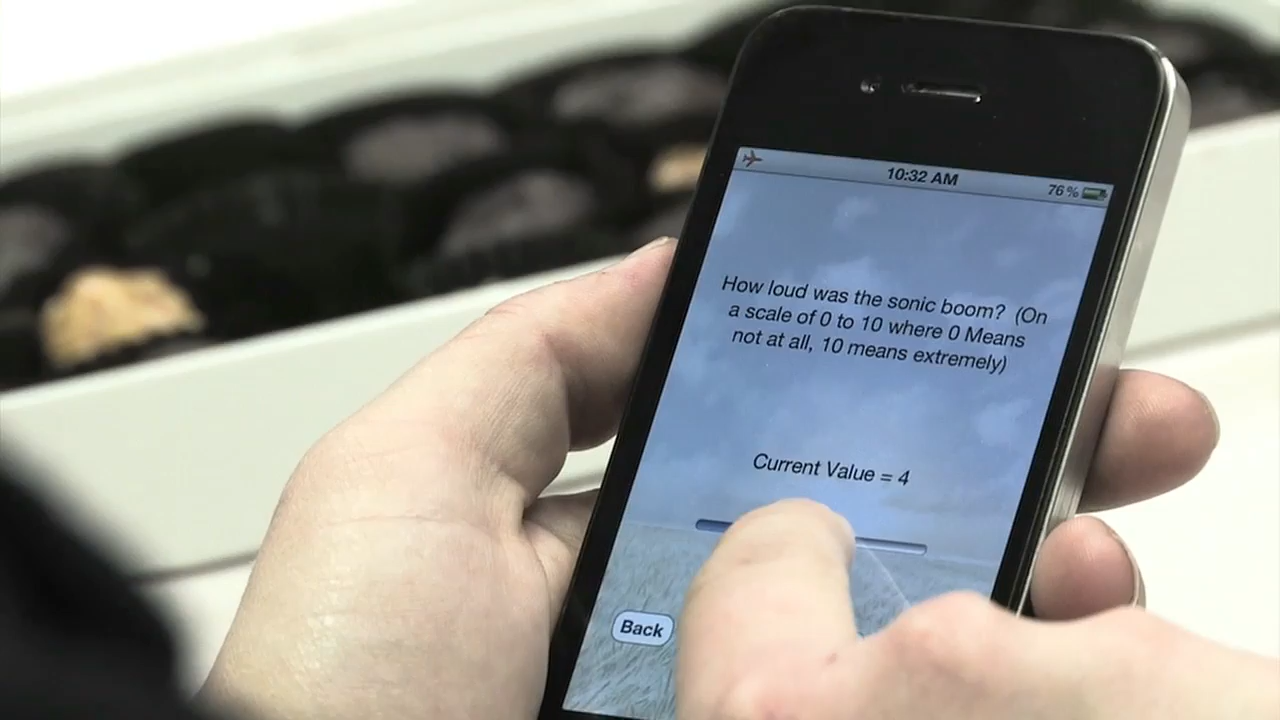 10:32 AM
76%
How loud was the sonic boom? (On
a scale of 0 to 10 where 0 Means
not at all, 10 means extremely)
Current Value = 4
Back